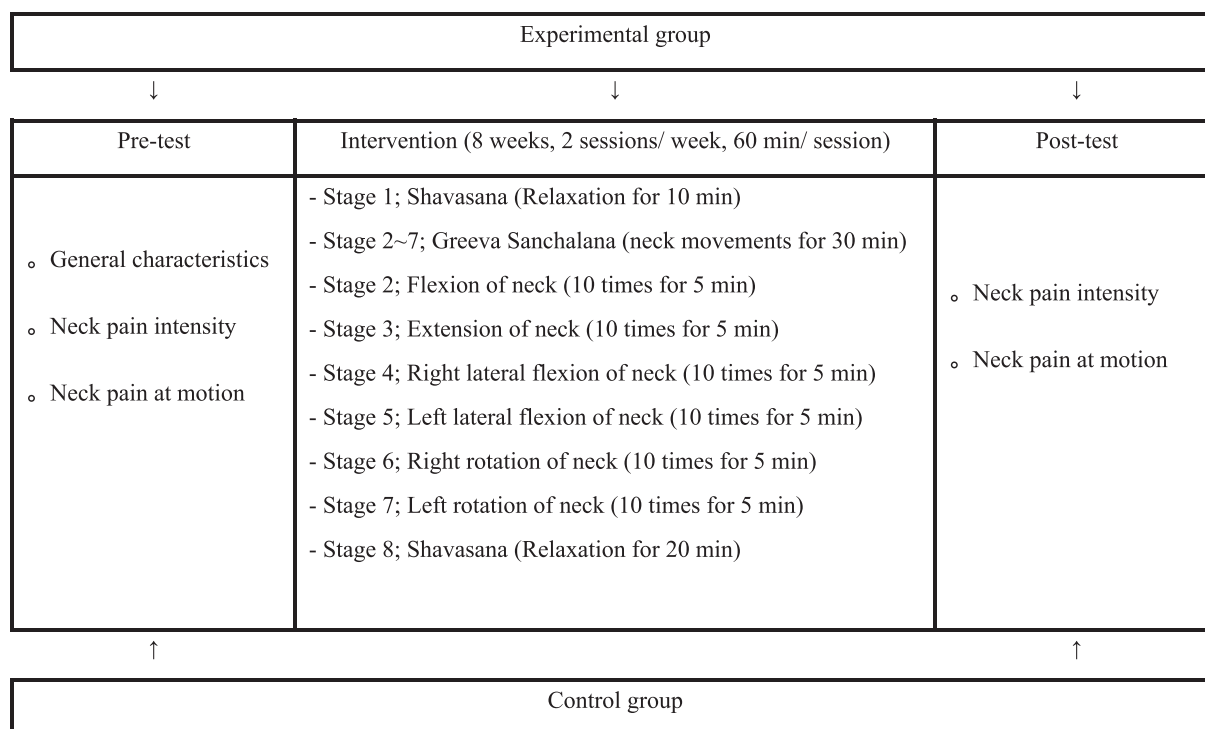 Experimental group
↓ ↓ ↓
Pre-test
Intervention (8 weeks, 2 sessions/ week, 60 min/ session)
Post-test
。 General characteristics
。 Neck pain intensity
。 Neck pain at motion
- Stage 1; Shavasana (Relaxation for 10 min)
- Stage 2~7; Greeva Sanchalana (neck movements for 30 min)
- Stage 2; Flexion of neck (10 times for 5 min)
- Stage 3; Extension of neck (10 times for 5 min)
- Stage 4; Right lateral flexion of neck (10 times for 5 min)
- Stage 5; Left lateral flexion of neck (10 times for 5 min)
- Stage 6; Right rotation of neck (10 times for 5 min)
- Stage 7; Left rotation of neck (10 times for 5 min)
- Stage 8; Shavasana (Relaxation for 20 min)
。 Neck pain intensity
。 Neck pain at motion
↑ ↑
Control group